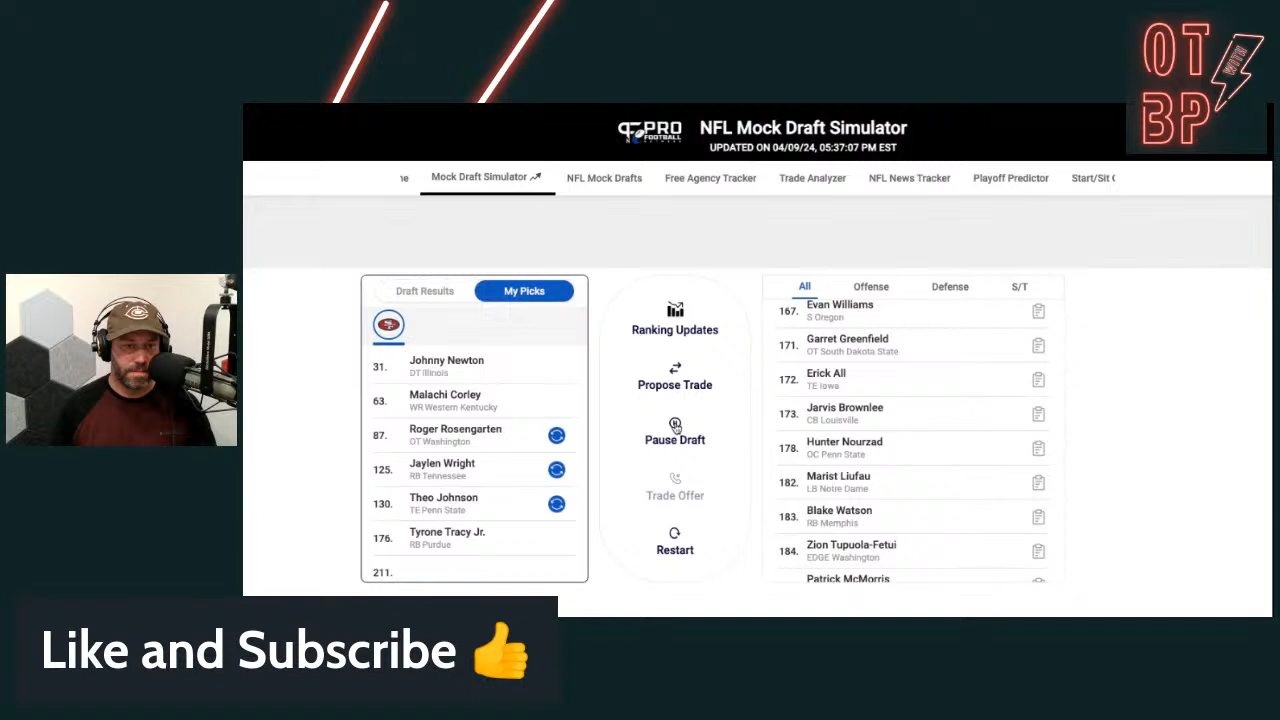 OT
WITH
BP
PRO
FOOTBALL
NETWORK
NFL Mock Draft Simulator
UPDATED ON 04/09/24, 05:37:07 PM EST
ne
Mock Draft Simulator
NFL Mock Drafts
Free Agency Tracker
Trade Analyzer
NFL News Tracker
Playoff Predictor
Start/Sit
Draft Results
My Picks
31.
Johnny Newton
DT Illinois
63.
Malachi Corley
WR Western Kentucky
87.
Roger Rosengarten
OT Washington
125.
Jaylen Wright
RB Tennessee
130.
Theo Johnson
TE Penn State
176.
Tyrone Tracy Jr.
RB Purdue
211.
Ranking Updates
Propose Trade
Pause Draft
Trade Offer
Restart
All
Offense
Defense
S/T
167.
Evan Williams
S Oregon
171.
Garret Greenfield
OT South Dakota State
172.
Erick All
TE Iowa
173.
Jarvis Brownlee
CB Louisville
178.
Hunter Nourzad
OC Penn State
182.
Marist Liufau
LB Notre Dame
183.
Blake Watson
RB Memphis
184.
Zion Tupuola-Fetui
EDGE Washington
Patrick McMorris
Like and Subscribe 👍